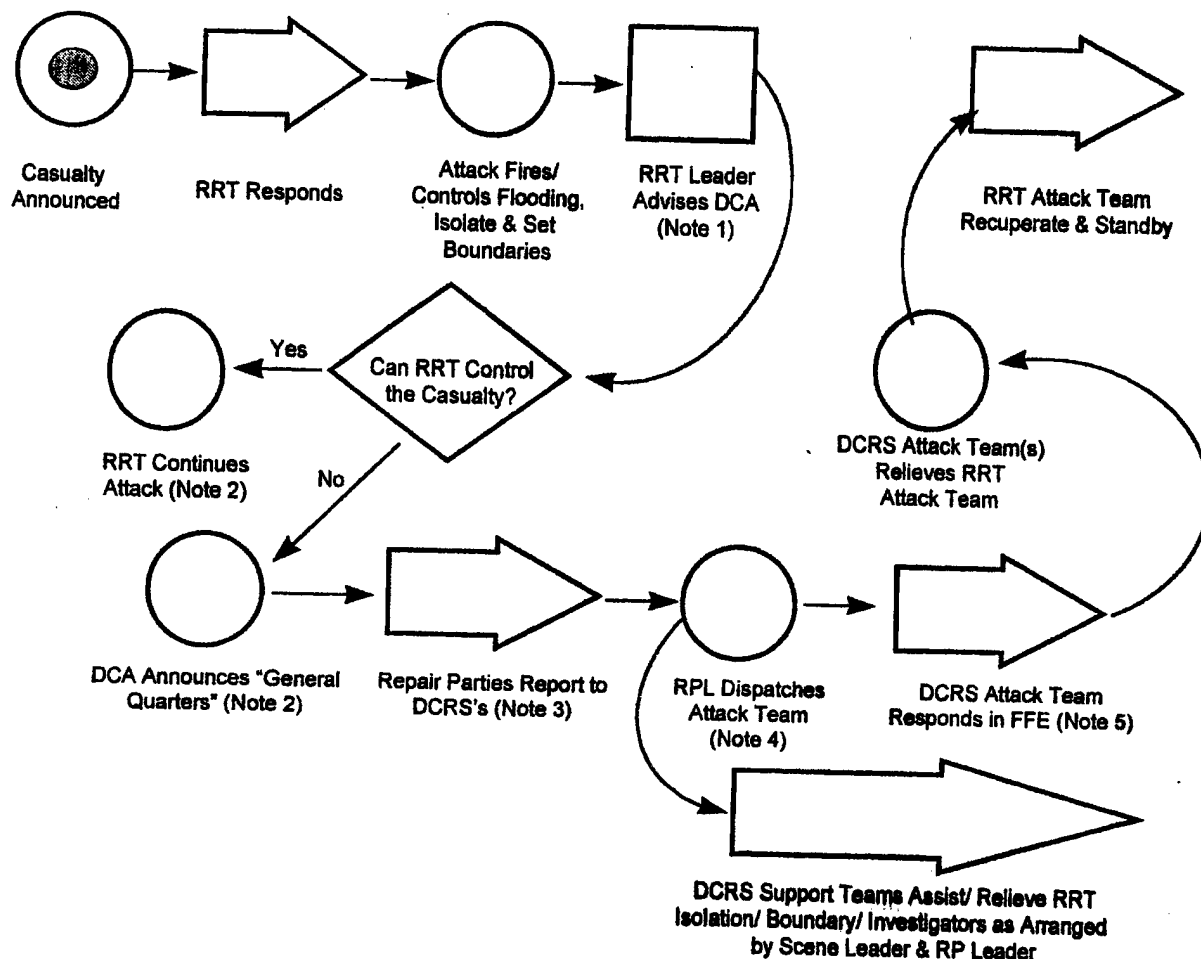 Casualty
Announced
RRT Responds
Attack Fires/
Controls Flooding,
Isolate & Set
Boundaries
RRT Leader
Advises DCA
(Note 1)
RRT Attack Team
Recuperate & Standby
Can RRT Control
the Casualty?
Yes
No
RRT Continues
Attack (Note 2)
DCRS Attack Team(s)
Relieves RRT
Attack Team
DCA Announces "General
Quarters" (Note 2)
Repair Parties Report to
DCRS's (Note 3)
RPL Dispatches
Attack Team
(Note 4)
DCRS Attack Team
Responds in FFE (Note 5)
DCRS Support Teams Assist/ Relieve RRT
Isolation/ Boundary/ Investigators as Arranged
by Scene Leader & RP Leader